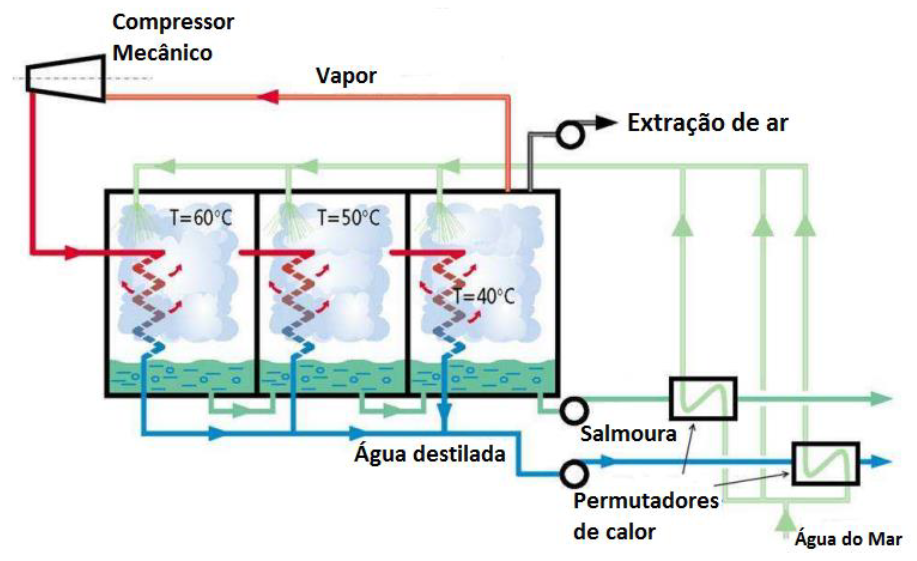 Compressor
Mecânico
Vapor
Extração de ar
T=60°C
T=50°C
T=40°C
Salmoura
Água destilada
Permutadores
de calor
Água do Mar